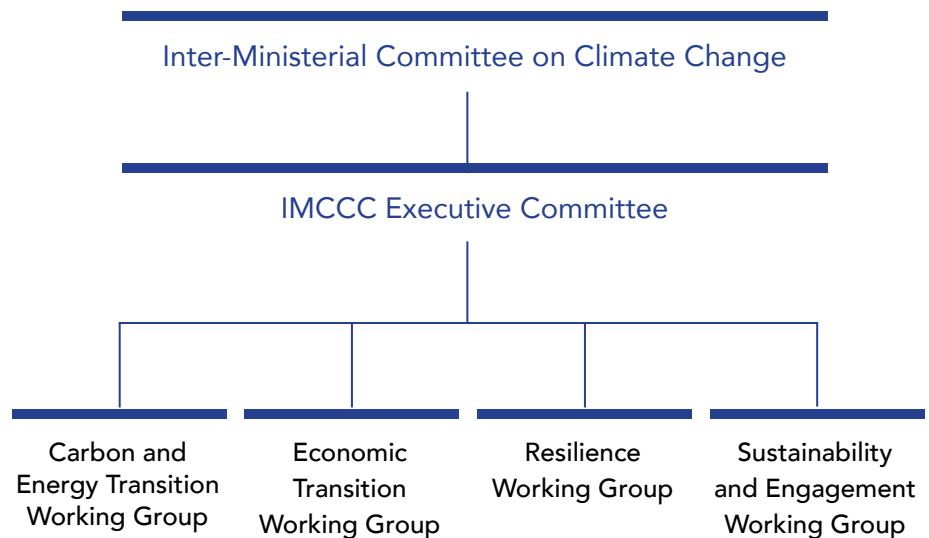 Inter-Ministerial Committee on Climate Change
IMCCC Executive Committee
Carbon and
Energy Transition
Working Group
Economic
Transition
Working Group
Resilience
Working Group
Sustainability
and Engagement
Working Group